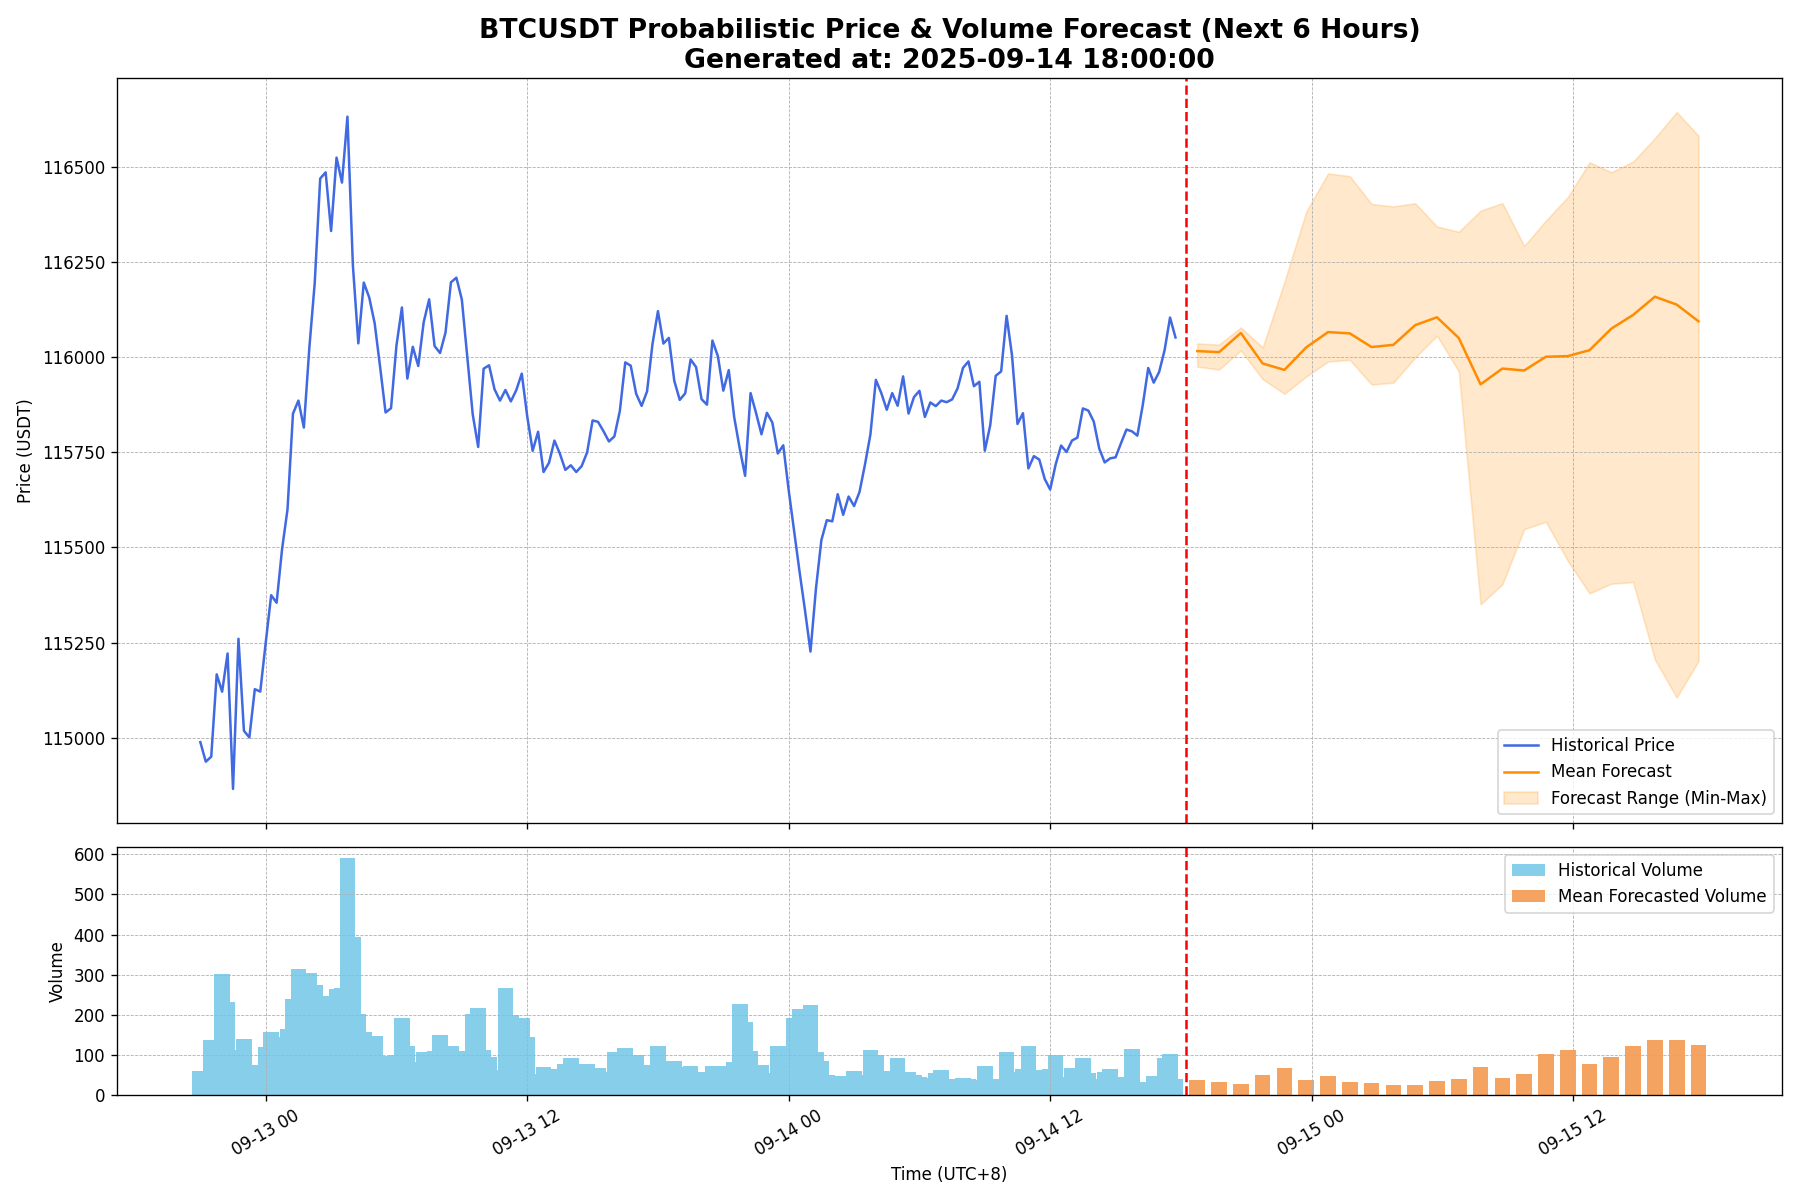 BTCUSDT Probabilistic Price & Volume Forecast (Next 6 Hours)
Generated at: 2025-09-14 18:00:00
Price (USDT)
116500
116250
116000
115750
115500
115250
115000
Historical Price
Mean Forecast
Forecast Range (Min-Max)
Volume
600
500
400
300
200
100
0
Historical Volume
Mean Forecasted Volume
09-13 00
09-13 12
09-14 00
09-14 12
09-15 00
09-15 12
Time (UTC+8)